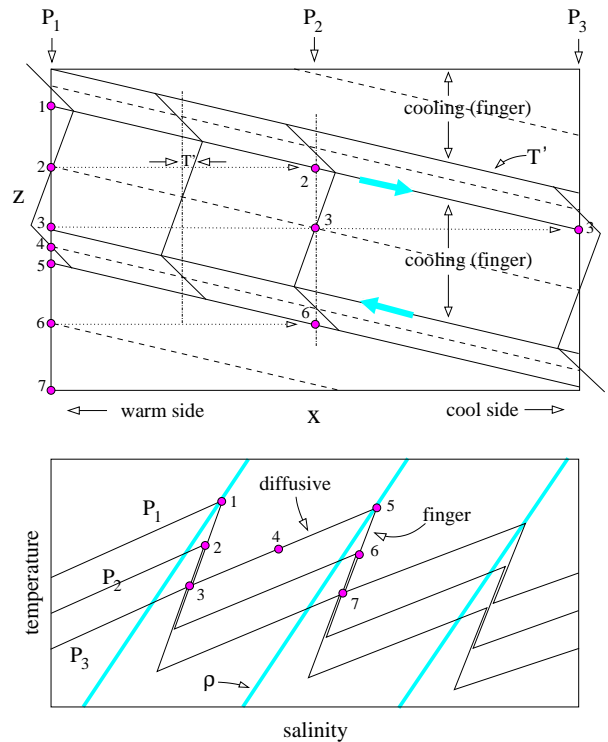 P1 P2 P3
1
cooling (finger)
T'
2
T'
2
z
3
3
3
4
cooling (finger)
5
6
6
7
warm side
x
cool side
diffusive
5
P1
1
finger
4
2
6
P2
temperature
3
7
P3
ρ
salinity